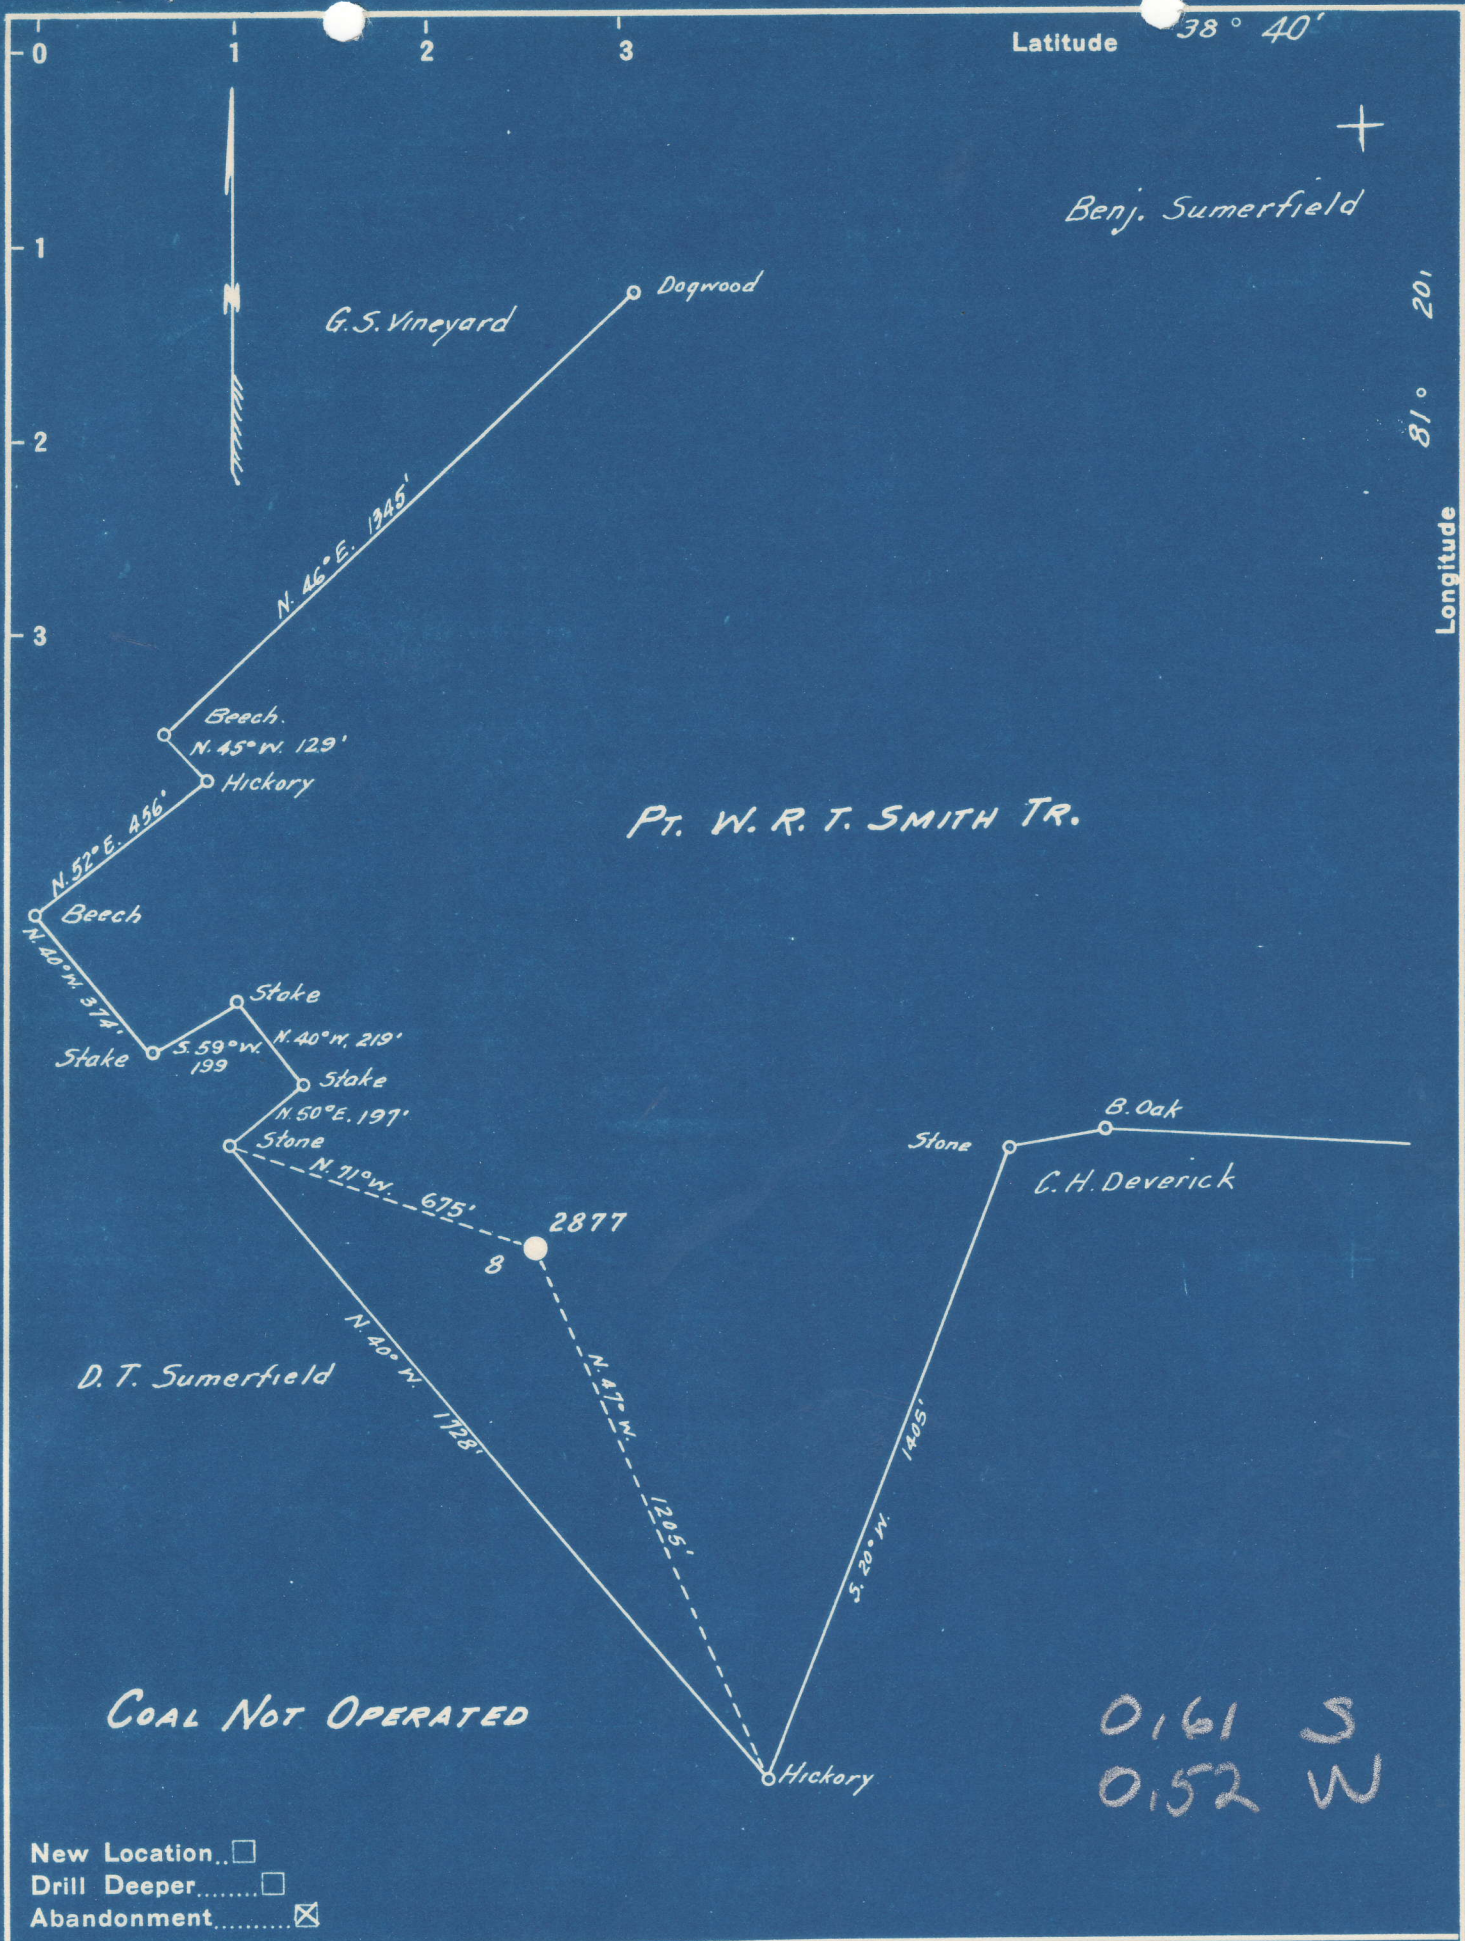 0 1 2 3
Latitude 38° 40'
Benj. Sumerfield
1
81° 20'
Dogwood
G.S. Vineyard
2
N. 46° E. 1345'
Longitude
3
Beech.
N. 45° W. 129'
Hickory
N. 52° E. 456'
PT. W. R. T. SMITH TR.
Beech
N. 40° W. 374'
Stake
N. 40° W. 219'
Stake
S. 59° W.
199
Stake
N. 50° E. 197'
B. Oak
Stone
Stone
N. 71° W. 675'
C. H. Deverick
2877
8
N. 40° W. 1728'
N. 47° W. 1205'
D. T. Sumerfield
S. 20° W. 1405'
COAL NOT OPERATED
0.61 S
0.52 W
Hickory
New Location..
Drill Deeper........
Abandonment.........